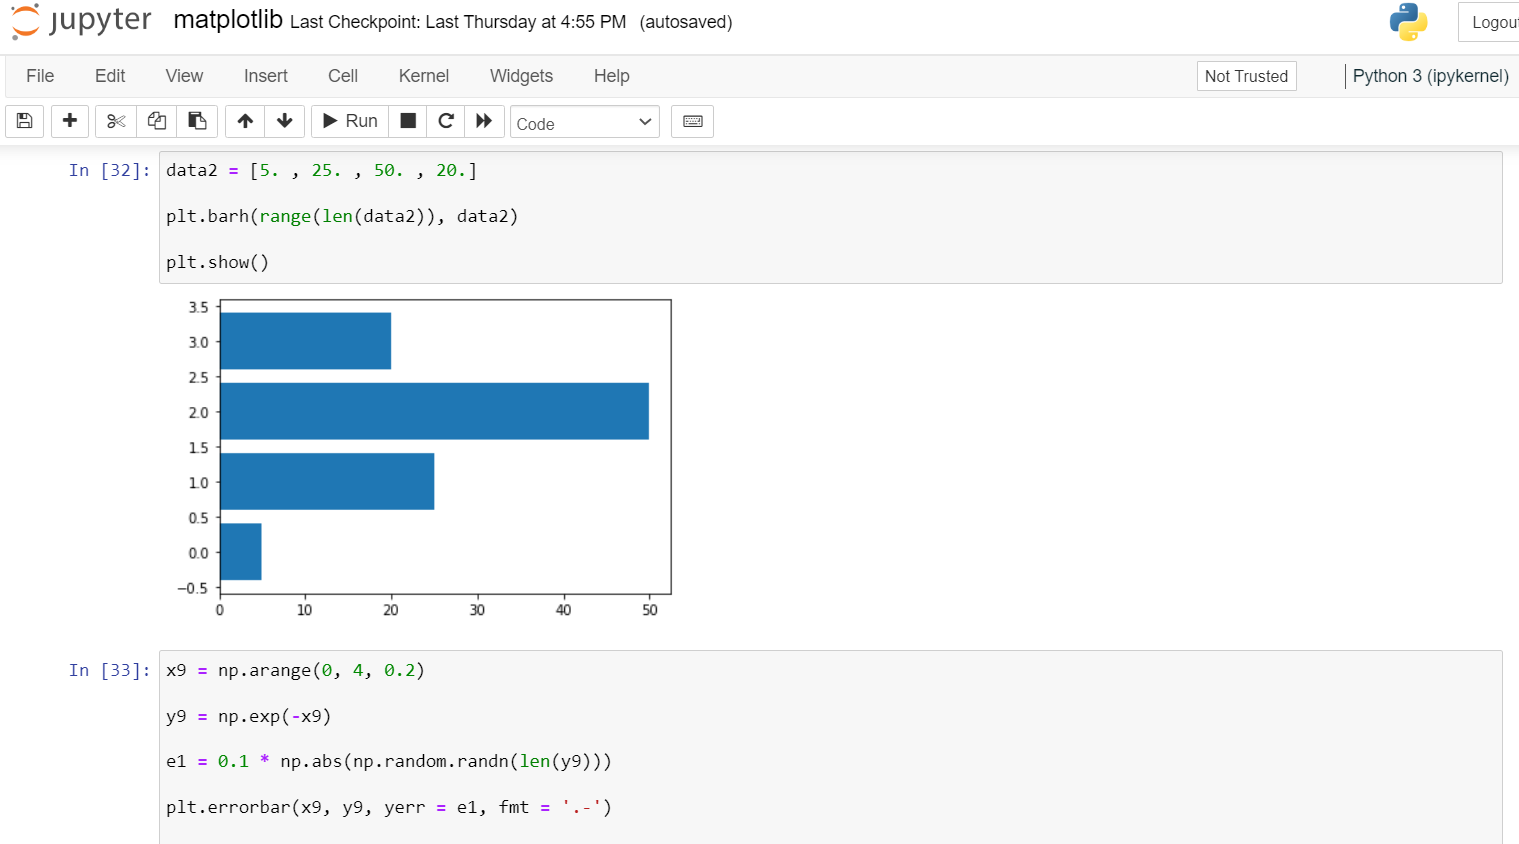 jupyter matplotlib Last Checkpoint: Last Thursday at 4:55 PM (autosaved)
Logout
File Edit View Insert Cell Kernel Widgets Help Not Trusted Python 3 (ipykernel)
Run Code
In [32]: data2 = [5. , 25. , 50. , 20.]
plt.barh(range(len(data2)), data2)
plt.show()
3.5
3.0
2.5
2.0
1.5
1.0
0.5
0.0
−0.5
0 10 20 30 40 50
In [33]: x9 = np.arange(0, 4, 0.2)
y9 = np.exp(-x9)
e1 = 0.1 * np.abs(np.random.randn(len(y9)))
plt.errorbar(x9, y9, yerr = e1, fmt = '.-')